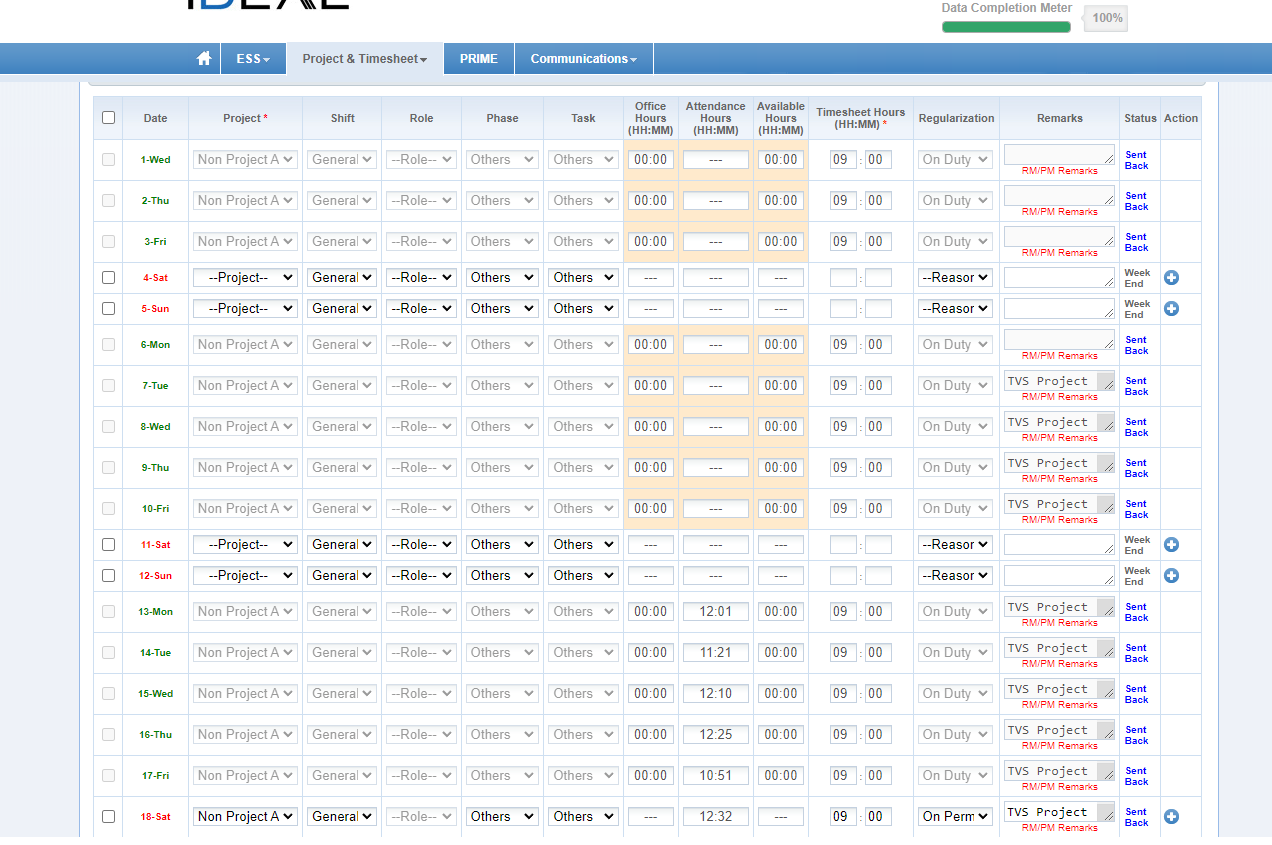 Data Completion Meter
100%
ESS Project & Timesheet PRIME Communications
Date Project * Shift Role Phase Task Office Hours (HH:MM) Attendance Hours (HH:MM) Available Hours (HH:MM) Timesheet Hours (HH:MM) * Regularization Remarks Status Action
1-Wed Non Project A General --Role-- Others Others 00:00 --- 00:00 09 : 00 On Duty RM/PM Remarks Sent Back
2-Thu Non Project A General --Role-- Others Others 00:00 --- 00:00 09 : 00 On Duty RM/PM Remarks Sent Back
3-Fri Non Project A General --Role-- Others Others 00:00 --- 00:00 09 : 00 On Duty RM/PM Remarks Sent Back
4-Sat --Project-- General --Role-- Others Others --- --- --- : --Reason Week End
5-Sun --Project-- General --Role-- Others Others --- --- --- : --Reason Week End
6-Mon Non Project A General --Role-- Others Others 00:00 --- 00:00 09 : 00 On Duty RM/PM Remarks Sent Back
7-Tue Non Project A General --Role-- Others Others 00:00 --- 00:00 09 : 00 On Duty TVS Project RM/PM Remarks Sent Back
8-Wed Non Project A General --Role-- Others Others 00:00 --- 00:00 09 : 00 On Duty TVS Project RM/PM Remarks Sent Back
9-Thu Non Project A General --Role-- Others Others 00:00 --- 00:00 09 : 00 On Duty TVS Project RM/PM Remarks Sent Back
10-Fri Non Project A General --Role-- Others Others 00:00 --- 00:00 09 : 00 On Duty TVS Project RM/PM Remarks Sent Back
11-Sat --Project-- General --Role-- Others Others --- --- --- : --Reason Week End
12-Sun --Project-- General --Role-- Others Others --- --- --- : --Reason Week End
13-Mon Non Project A General --Role-- Others Others 00:00 12:01 00:00 09 : 00 On Duty TVS Project RM/PM Remarks Sent Back
14-Tue Non Project A General --Role-- Others Others 00:00 11:21 00:00 09 : 00 On Duty TVS Project RM/PM Remarks Sent Back
15-Wed Non Project A General --Role-- Others Others 00:00 12:10 00:00 09 : 00 On Duty TVS Project RM/PM Remarks Sent Back
16-Thu Non Project A General --Role-- Others Others 00:00 12:25 00:00 09 : 00 On Duty TVS Project RM/PM Remarks Sent Back
17-Fri Non Project A General --Role-- Others Others 00:00 10:51 00:00 09 : 00 On Duty TVS Project RM/PM Remarks Sent Back
18-Sat Non Project A General --Role-- Others Others --- 12:32 --- 09 : 00 On Perm TVS Project RM/PM Remarks Sent Back